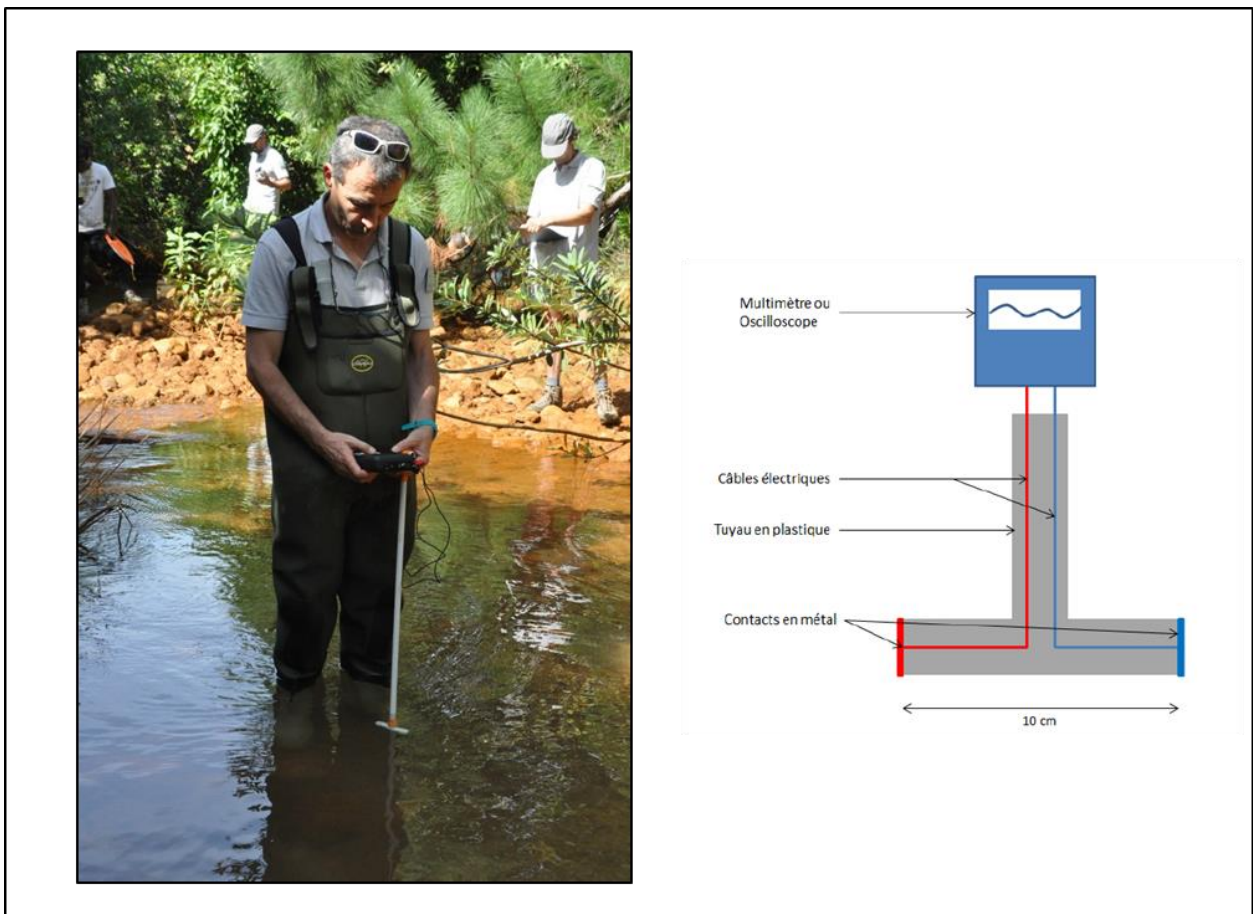 Multimètre ou
Oscilloscope
Câbles électriques
Tuyau en plastique
Contacts en métal
10 cm